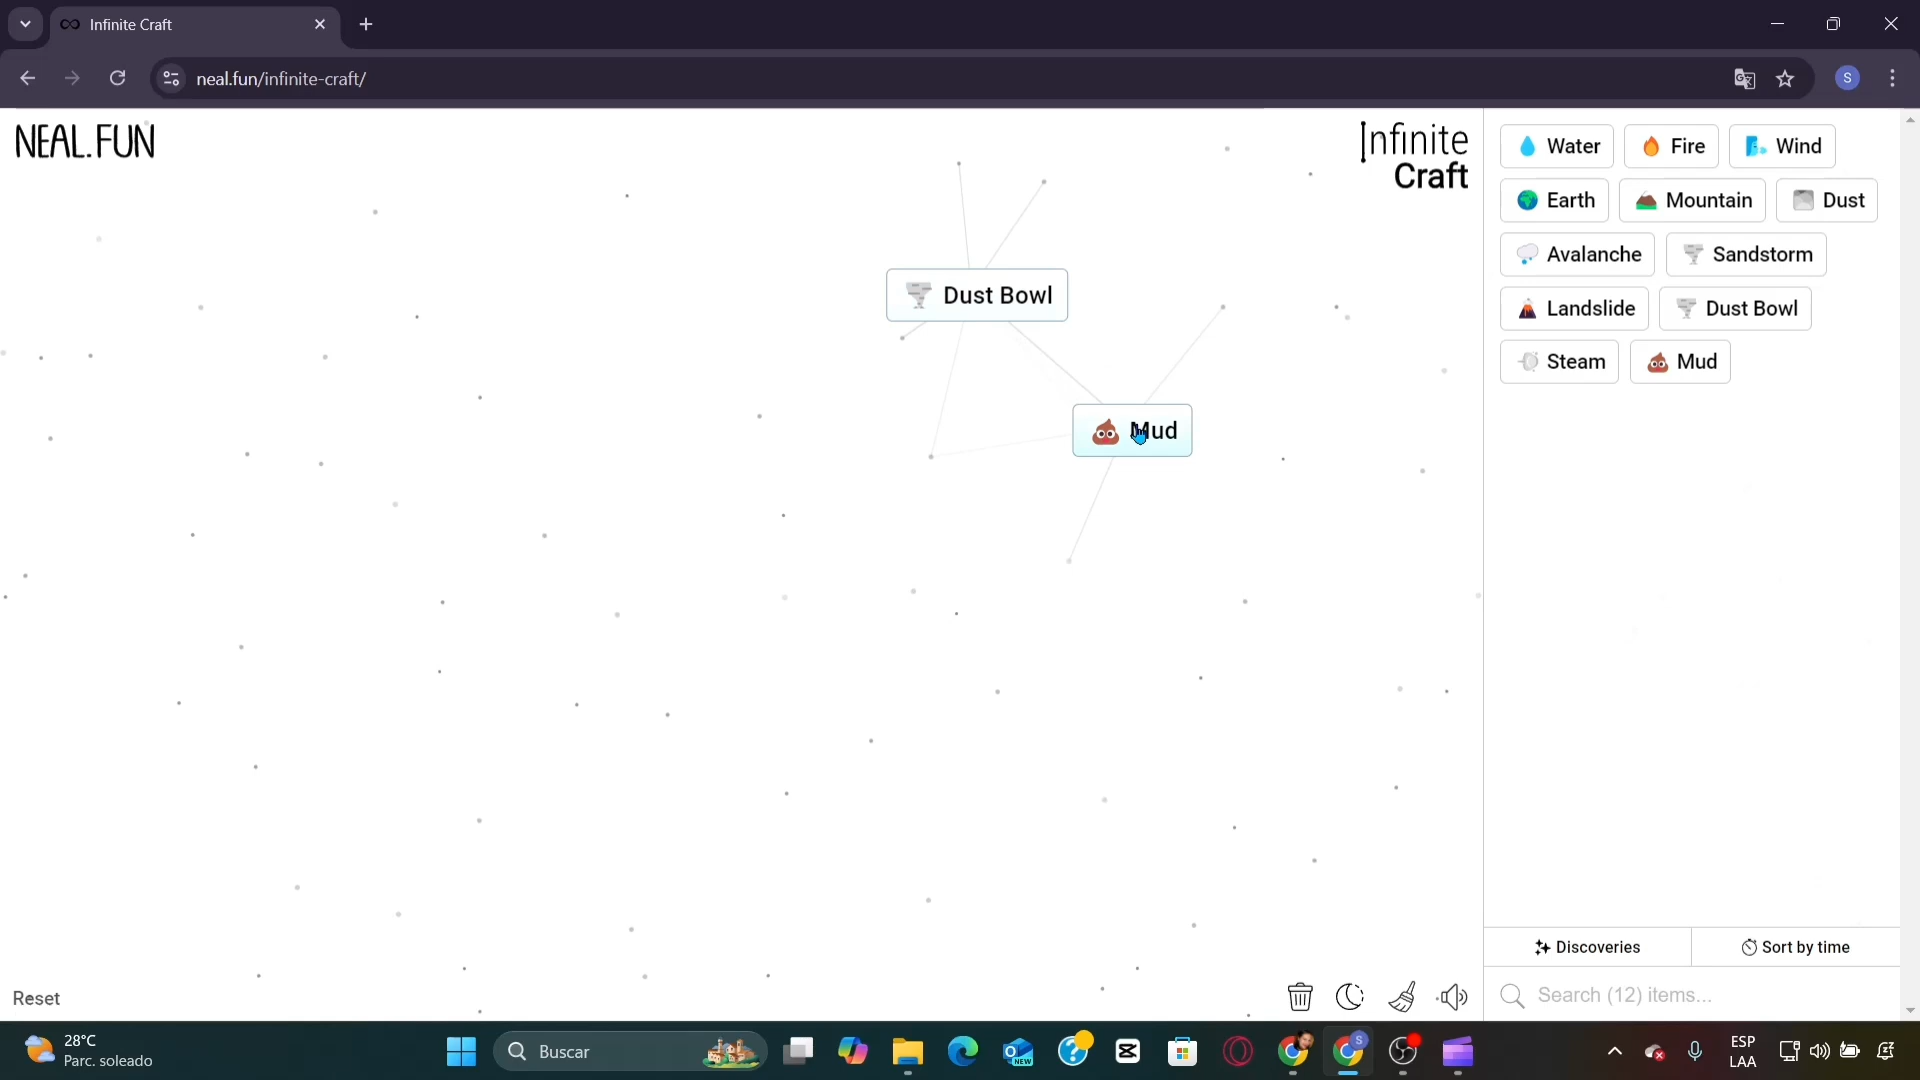 Infinite Craft
neal.fun/infinite-craft/
S
NEAL.FUN
Infinite
Craft
Dust Bowl
Mud
Water
Fire
Wind
Earth
Mountain
Dust
Avalanche
Sandstorm
Landslide
Dust Bowl
Steam
Mud
Discoveries
Sort by time
Search (12) items...
Reset
28°C
Parc. soleado
Buscar
NEW
S
ESP
LAA